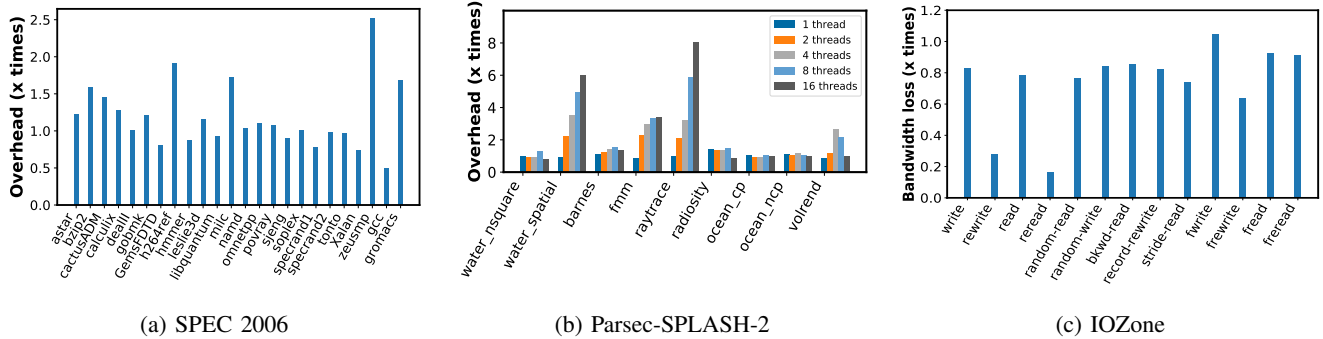 Overhead (x times)
2.5
2.0
1.5
1.0
0.5
0.0
astar
bzip2
cactusADM
calculix
dealII
gobmk
GemsFDTD
h264ref
hmmer
leslie3d
libquantum
milc
namd
omnetpp
povray
sjeng
soplex
specrand1
specrand2
tonto
Xalan
zeusmp
gcc
gromacs
(a) SPEC 2006
Overhead (x times)
8
6
4
2
0
1 thread
2 threads
4 threads
8 threads
16 threads
water_nsquare
water_spatial
barnes
fmm
raytrace
radiosity
ocean_cp
ocean_ncp
volrend
(b) Parsec-SPLASH-2
Bandwidth loss (x times)
1.2
1.0
0.8
0.6
0.4
0.2
0.0
write
rewrite
read
reread
random-read
random-write
bkwd-read
record-rewrite
stride-read
fwrite
frewrite
fread
freread
(c) IOZone